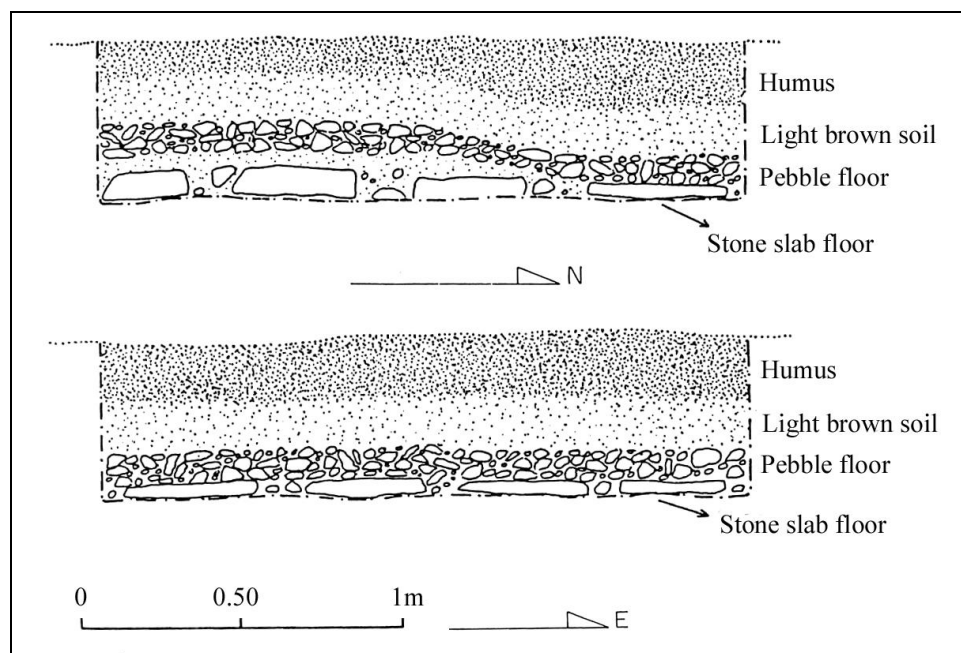 Humus
Light brown soil
Pebble floor
Stone slab floor
N
Humus
Light brown soil
Pebble floor
Stone slab floor
0 0.50 1m
E